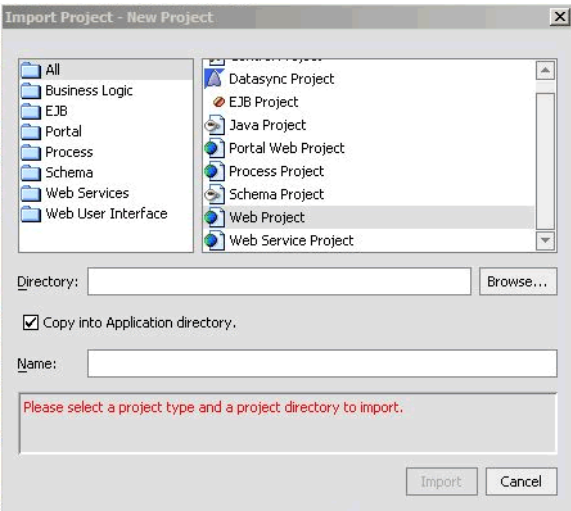 Import Project - New Project
All
Business Logic
EJB
Portal
Process
Schema
Web Services
Web User Interface
Datasync Project
EJB Project
Java Project
Portal Web Project
Process Project
Schema Project
Web Project
Web Service Project
Directory:
Browse...
Copy into Application directory.
Name:
Please select a project type and a project directory to import.
Import
Cancel